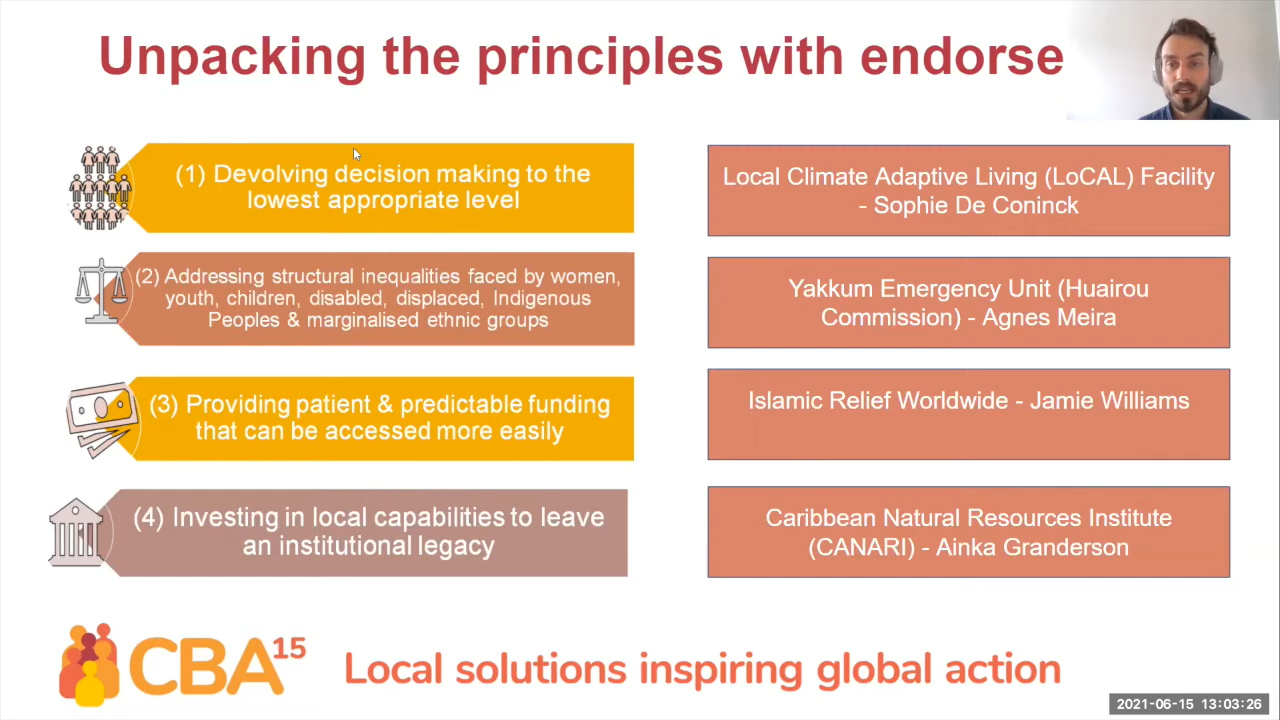 Unpacking the principles with endorse
(1) Devolving decision making to the
lowest appropriate level
Local Climate Adaptive Living (LoCAL) Facility
- Sophie De Coninck
(2) Addressing structural inequalities faced by women,
youth, children, disabled, displaced, Indigenous
Peoples & marginalised ethnic groups
Yakkum Emergency Unit (Huairou
Commission) - Agnes Meira
(3) Providing patient & predictable funding
that can be accessed more easily
Islamic Relief Worldwide - Jamie Williams
(4) Investing in local capabilities to leave
an institutional legacy
Caribbean Natural Resources Institute
(CANARI) - Ainka Granderson
CBA15
Local solutions inspiring global action
2021-06-15 13:03:26